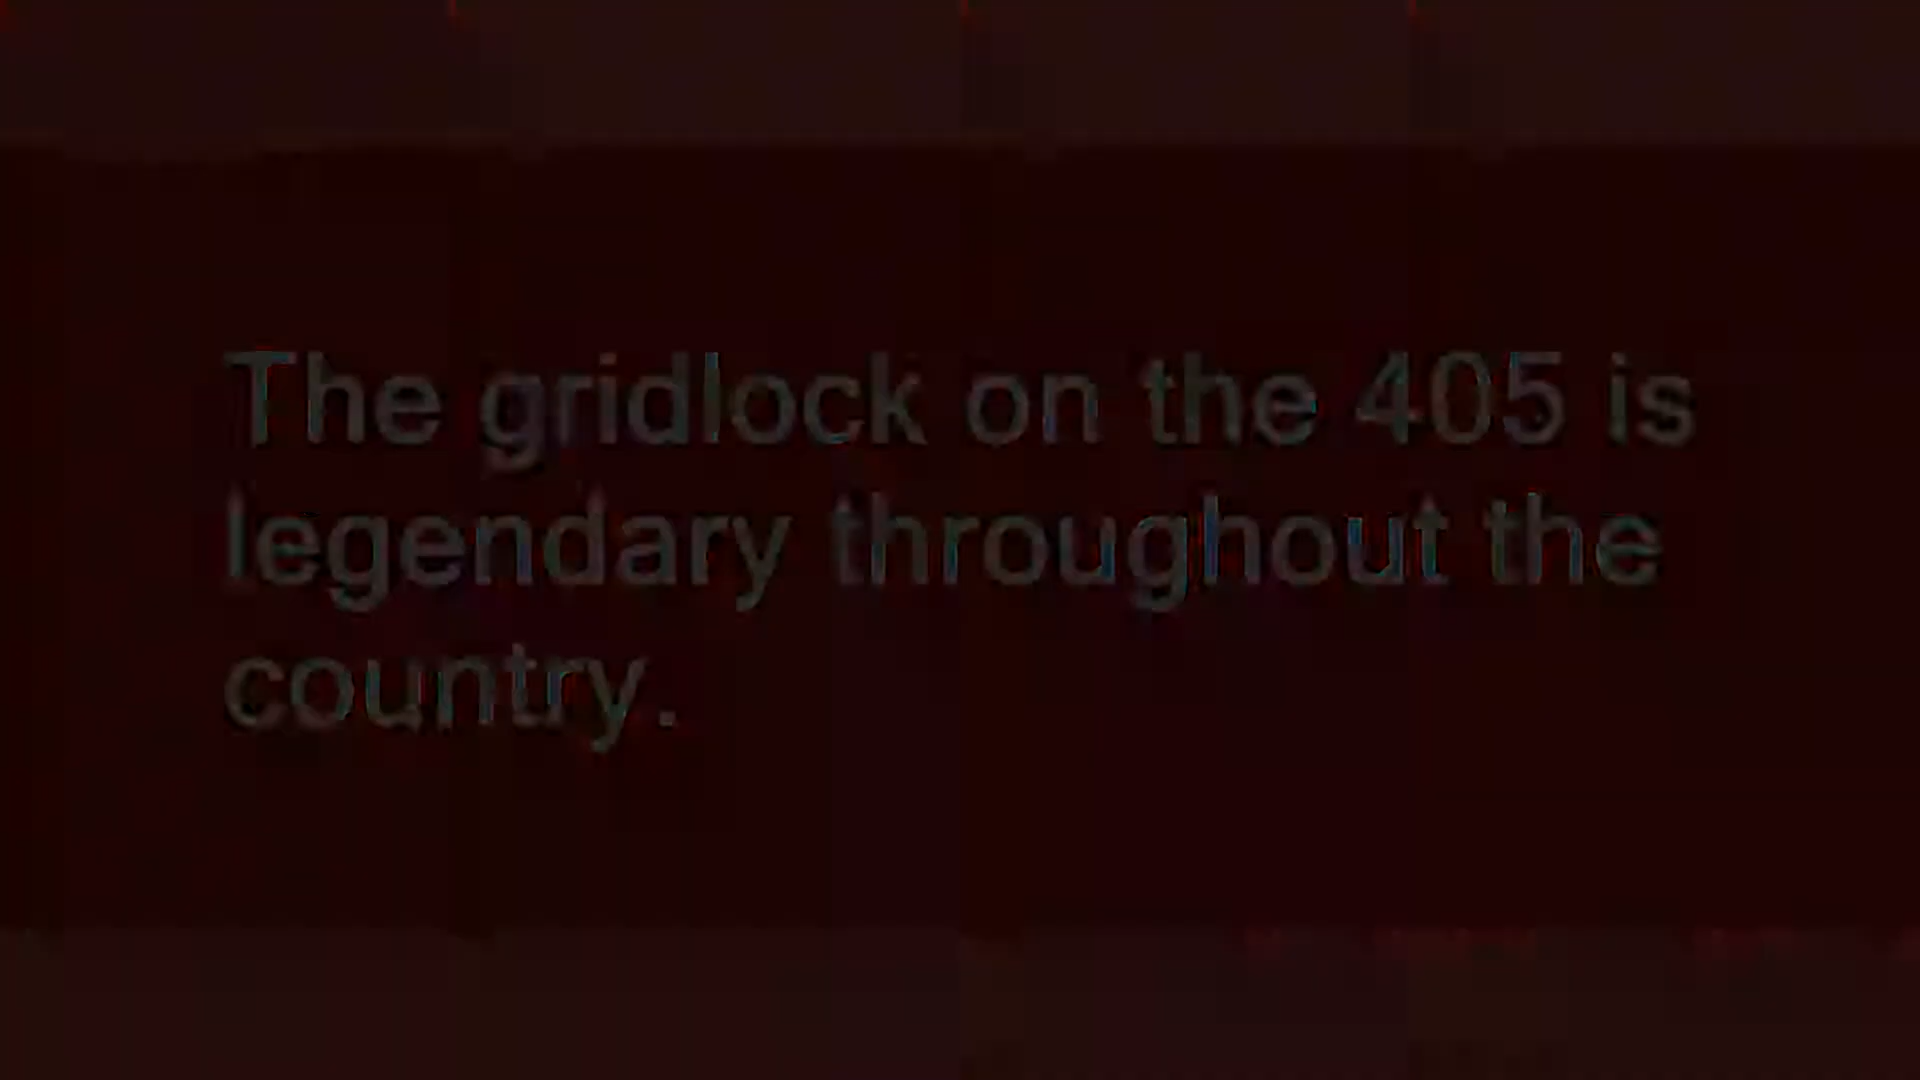 The gridlock on the 405 is
legendary throughout the
country.